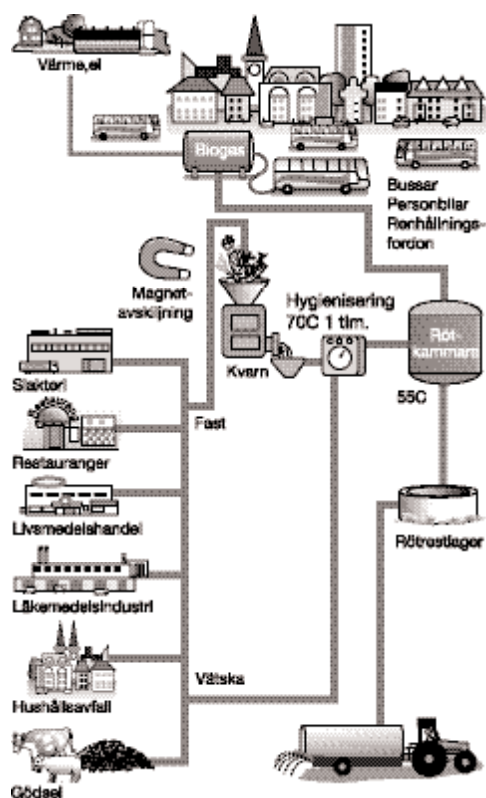 Värme,el
Biogas
Bussar
Personbilar
Renhållnings-
fordon
Magnet-
avskiljning
Hygienisering
70C 1 tim.
Kvarn
Röt-
kammare
55C
Slakteri
Fast
Restauranger
Livsmedelshandel
Rötrestlager
Läkemedelsindustri
Hushållsavfall
Vätska
Gödsel